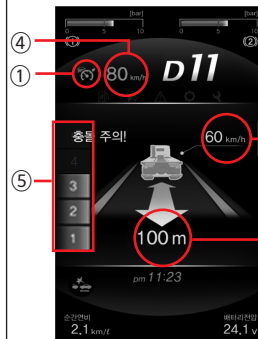 [bar] [bar]
0 5 10 0 5 10
① ②
④
① 80 km/h D11
충돌 주의! 60 km/h
4
⑤ 3
2
1
100 m
pm 11:23
순간연비 배터리전압
2.1 km/ℓ 24.1 v